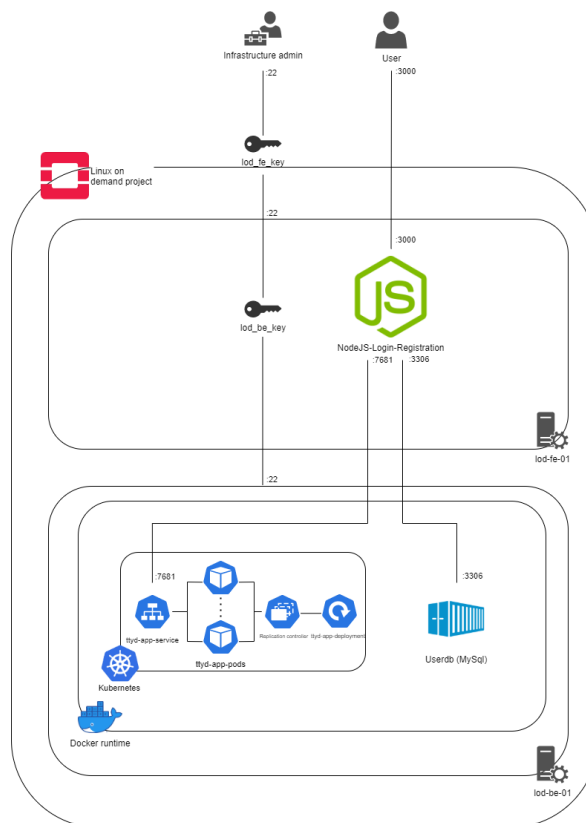 Infrastructure admin
User
:22
:3000
lod_fe_key
Linux on
demand project
:22
:3000
lod_be_key
JS
NodeJS-Login-Registration
:7681
:3306
lod-fe-01
:22
:7681
:3306
ttyd-app-service
Replication controller
ttyd-app-deployment
ttyd-app-pods
Userdb (MySql)
Kubernetes
Docker runtime
lod-be-01